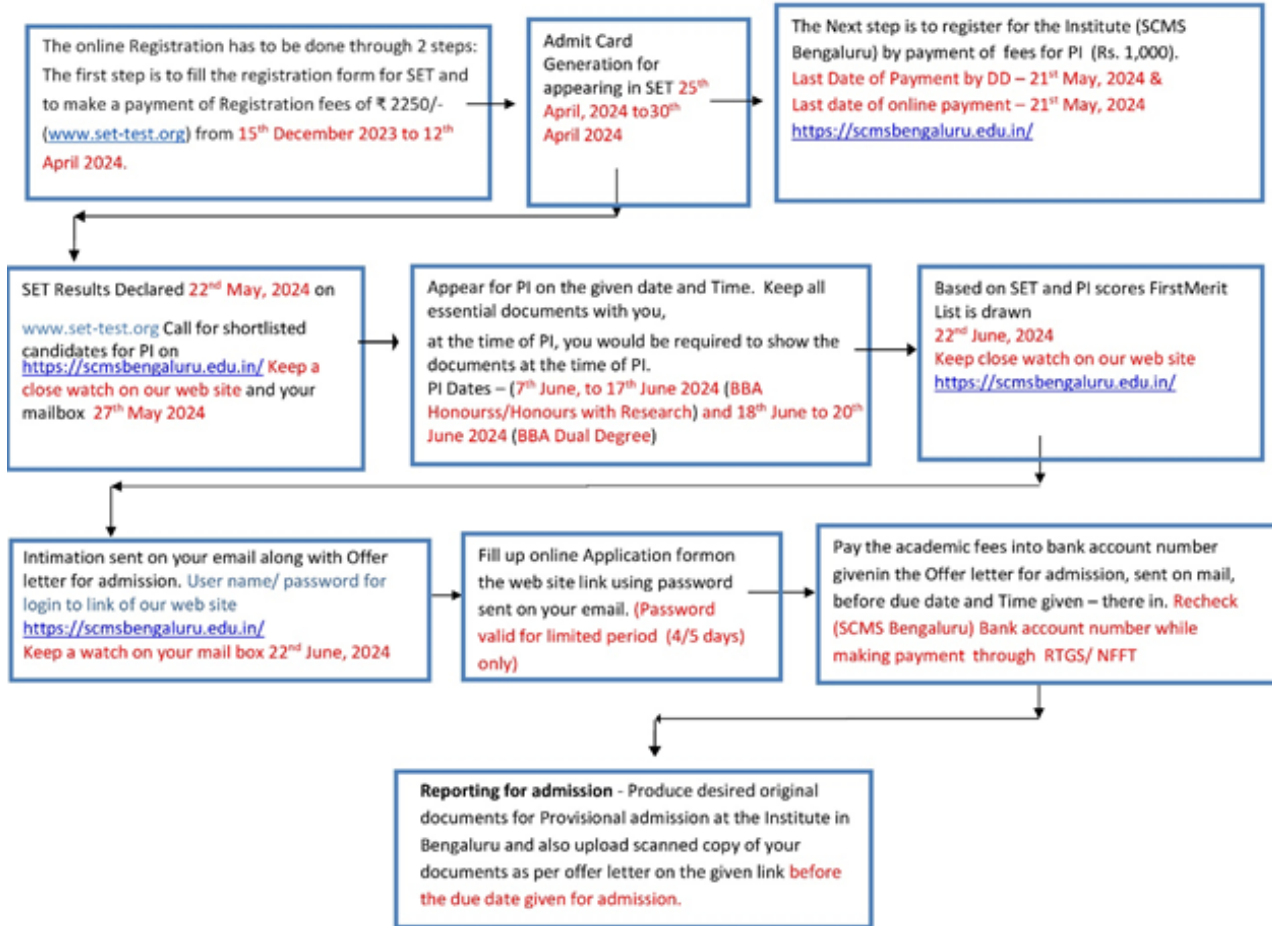 The online Registration has to be done through 2 steps:
The first step is to fill the registration form for SET and
to make a payment of Registration fees of ₹ 2250/-
(www.set-test.org) from 15th December 2023 to 12th
April 2024.
Admit Card
Generation for
appearing in SET 25th
April, 2024 to30th
April 2024
The Next step is to register for the Institute (SCMS
Bengaluru) by payment of fees for PI (Rs. 1,000).
Last Date of Payment by DD – 21st May, 2024 &
Last date of online payment – 21st May, 2024
https://scmsbengaluru.edu.in/
SET Results Declared 22nd May, 2024 on
www.set-test.org Call for shortlisted
candidates for PI on
https://scmsbengaluru.edu.in/ Keep a
close watch on our web site and your
mailbox 27th May 2024
Appear for PI on the given date and Time. Keep all
essential documents with you,
at the time of PI, you would be required to show the
documents at the time of PI.
PI Dates – (7th June, to 17th June 2024 (BBA
Honourss/Honours with Research) and 18th June to 20th
June 2024 (BBA Dual Degree)
Based on SET and PI scores FirstMerit
List is drawn
22nd June, 2024
Keep close watch on our web site
https://scmsbengaluru.edu.in/
Intimation sent on your email along with Offer
letter for admission. User name/ password for
login to link of our web site
https://scmsbengaluru.edu.in/
Keep a watch on your mail box 22nd June, 2024
Fill up online Application formon
the web site link using password
sent on your email. (Password
valid for limited period (4/5 days)
only)
Pay the academic fees into bank account number
givenin the Offer letter for admission, sent on mail,
before due date and Time given – there in. Recheck
(SCMS Bengaluru) Bank account number while
making payment through RTGS/ NFFT
Reporting for admission - Produce desired original
documents for Provisional admission at the Institute in
Bengaluru and also upload scanned copy of your
documents as per offer letter on the given link before
the due date given for admission.